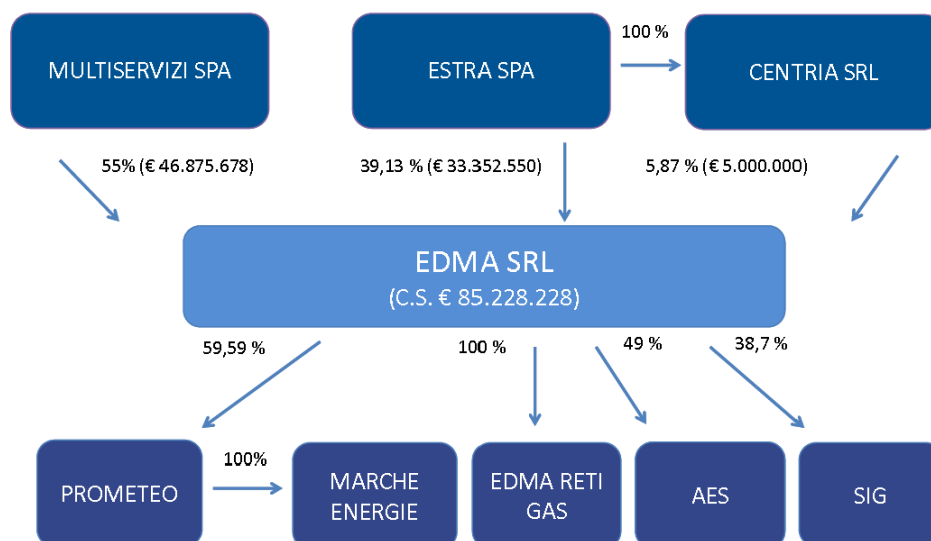 100 %
MULTISERVIZI SPA
ESTRA SPA
CENTRIA SRL
55% (€ 46.875.678)
39,13 % (€ 33.352.550)
5,87 % (€ 5.000.000)
EDMA SRL
(C.S. € 85.228.228)
59,59 %
100 %
49 %
38,7 %
PROMETEO
100%
MARCHE
ENERGIE
EDMA RETI
GAS
AES
SIG